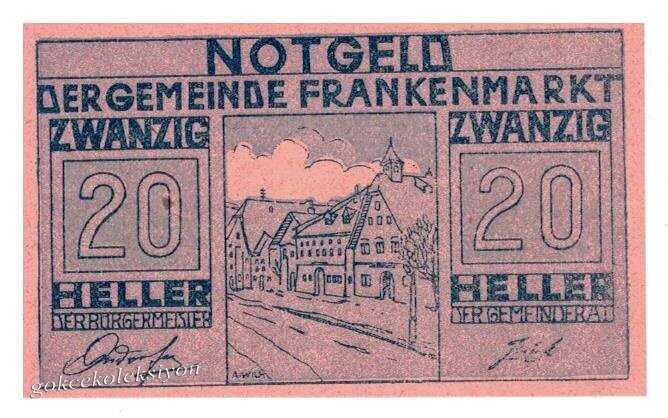 NOTGELD
DER GEMEINDE FRANKENMARKT
ZWANZIG
20
HELLER
DER BÜRGERMEISTER
ZWANZIG
20
HELLER
DER GEMEINDERAT
gokcekoleksiyon